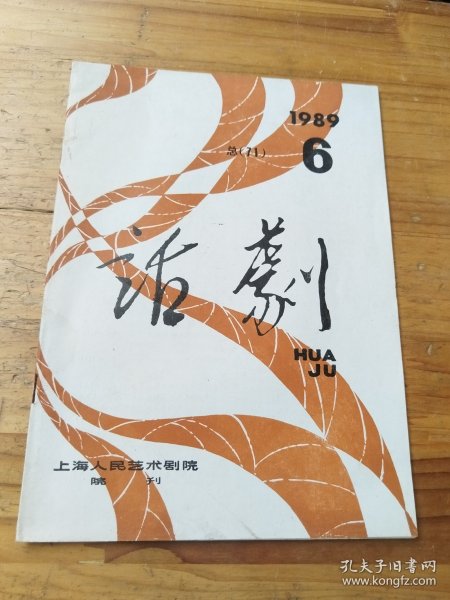 1989
总(71)
6
话劇
HUA
JU
上海人民艺术剧院
院刊
孔夫子旧书网
www.kongfz.com